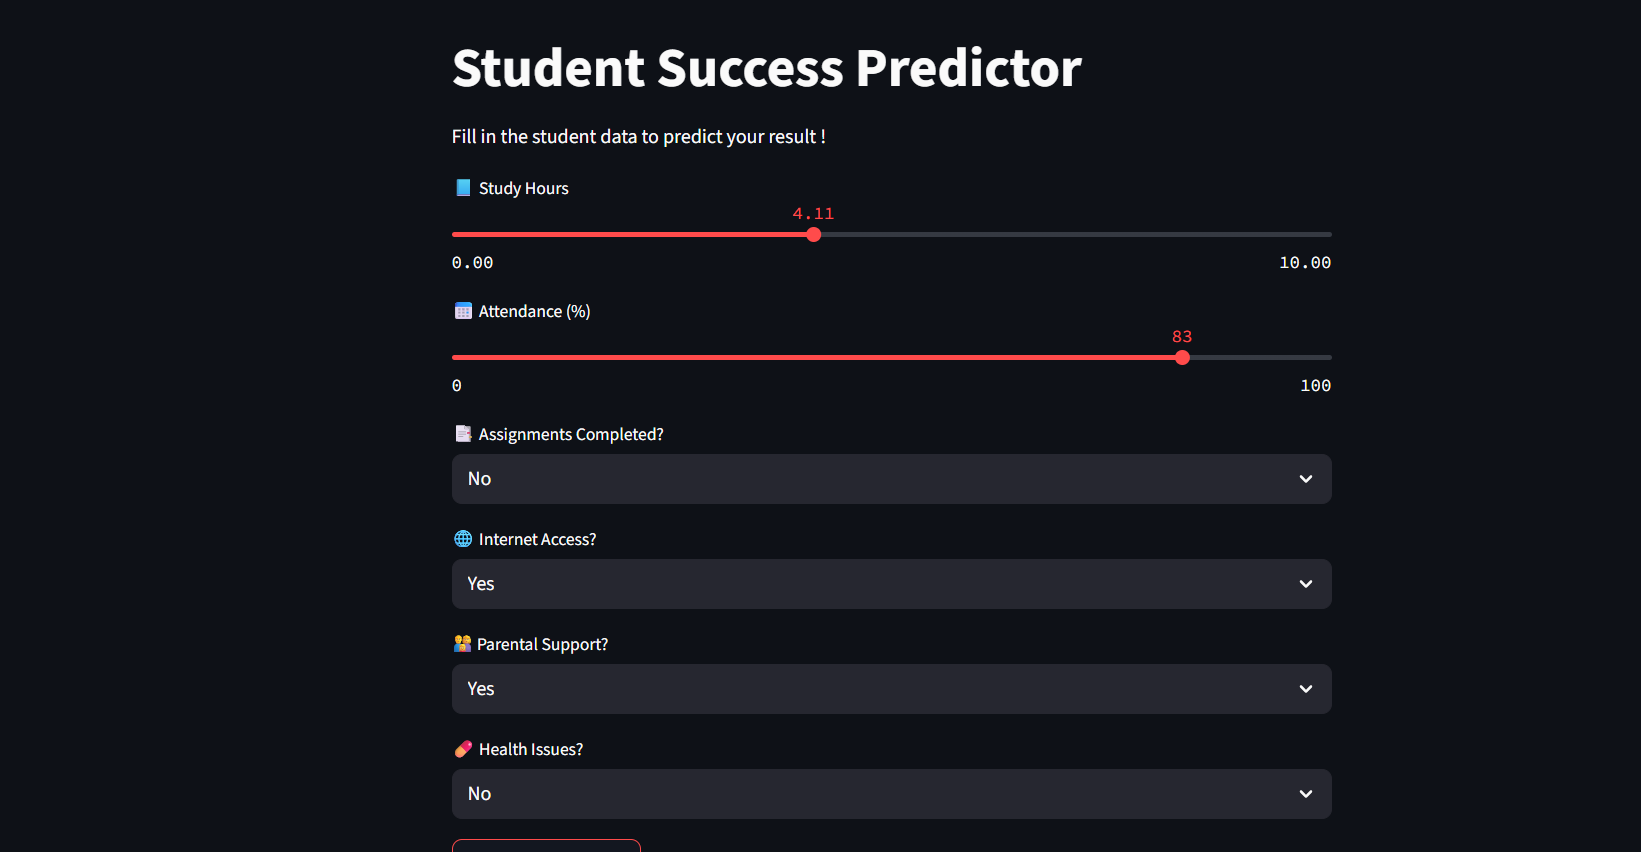 Student Success Predictor
Fill in the student data to predict your result !
Study Hours
4.11
0.00 10.00
Attendance (%)
83
0 100
Assignments Completed?
No
Internet Access?
Yes
Parental Support?
Yes
Health Issues?
No